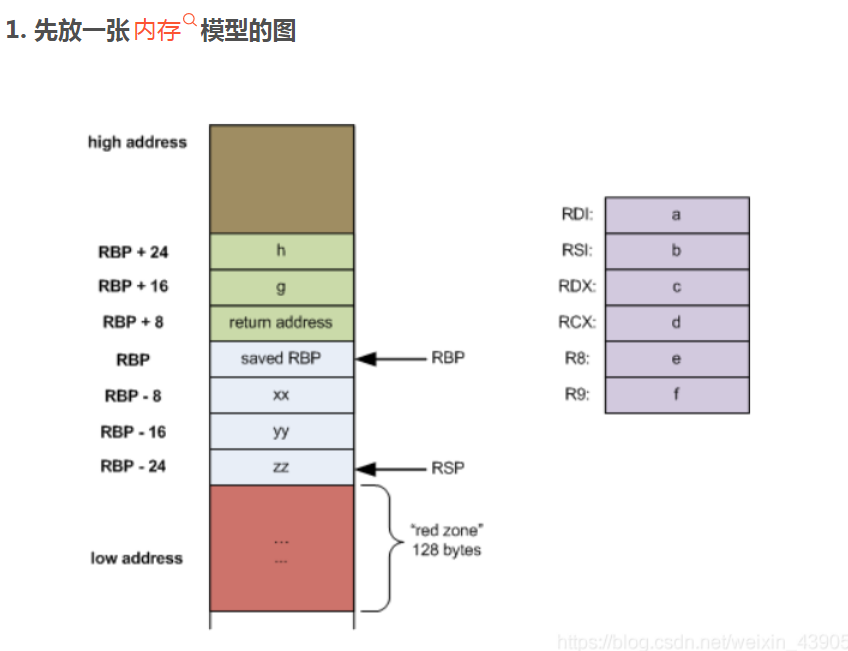 1. 先放一张内存模型的图
high address
RBP + 24 h
RBP + 16 g
RBP + 8 return address
RBP saved RBP RBP
RBP - 8 xx
RBP - 16 yy
RBP - 24 zz RSP
...
...
low address
"red zone"
128 bytes
RDI: a
RSI: b
RDX: c
RCX: d
R8: e
R9: f
https://blog.csdn.net/weixin_43905